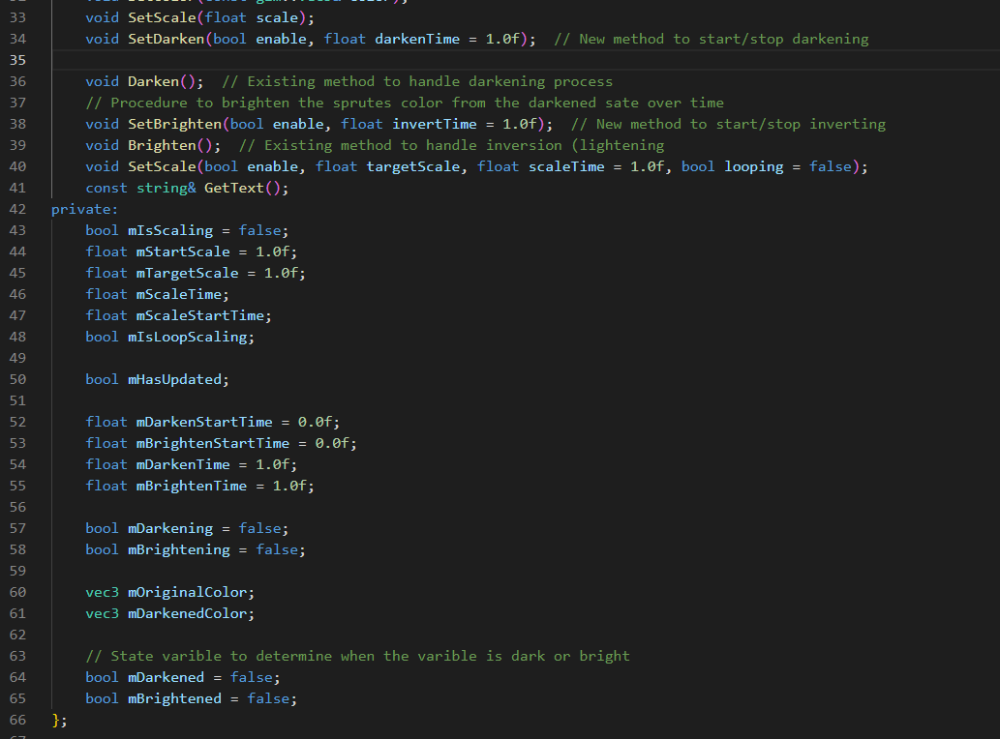 33 void SetScale(float scale);
34 void SetDarken(bool enable, float darkenTime = 1.0f);  // New method to start/stop darkening
35
36 void Darken();  // Existing method to handle darkening process
37 // Procedure to brighten the sprutes color from the darkened sate over time
38 void SetBrighten(bool enable, float invertTime = 1.0f);  // New method to start/stop inverting
39 void Brighten();  // Existing method to handle inversion (lightening
40 void SetScale(bool enable, float targetScale, float scaleTime = 1.0f, bool looping = false);
41 const string& GetText();
42 private:
43 bool mIsScaling = false;
44 float mStartScale = 1.0f;
45 float mTargetScale = 1.0f;
46 float mScaleTime;
47 float mScaleStartTime;
48 bool mIsLoopScaling;
49
50 bool mHasUpdated;
51
52 float mDarkenStartTime = 0.0f;
53 float mBrightenStartTime = 0.0f;
54 float mDarkenTime = 1.0f;
55 float mBrightenTime = 1.0f;
56
57 bool mDarkening = false;
58 bool mBrightening = false;
59
60 vec3 mOriginalColor;
61 vec3 mDarkenedColor;
62
63 // State varible to determine when the varible is dark or bright
64 bool mDarkened = false;
65 bool mBrightened = false;
66 };